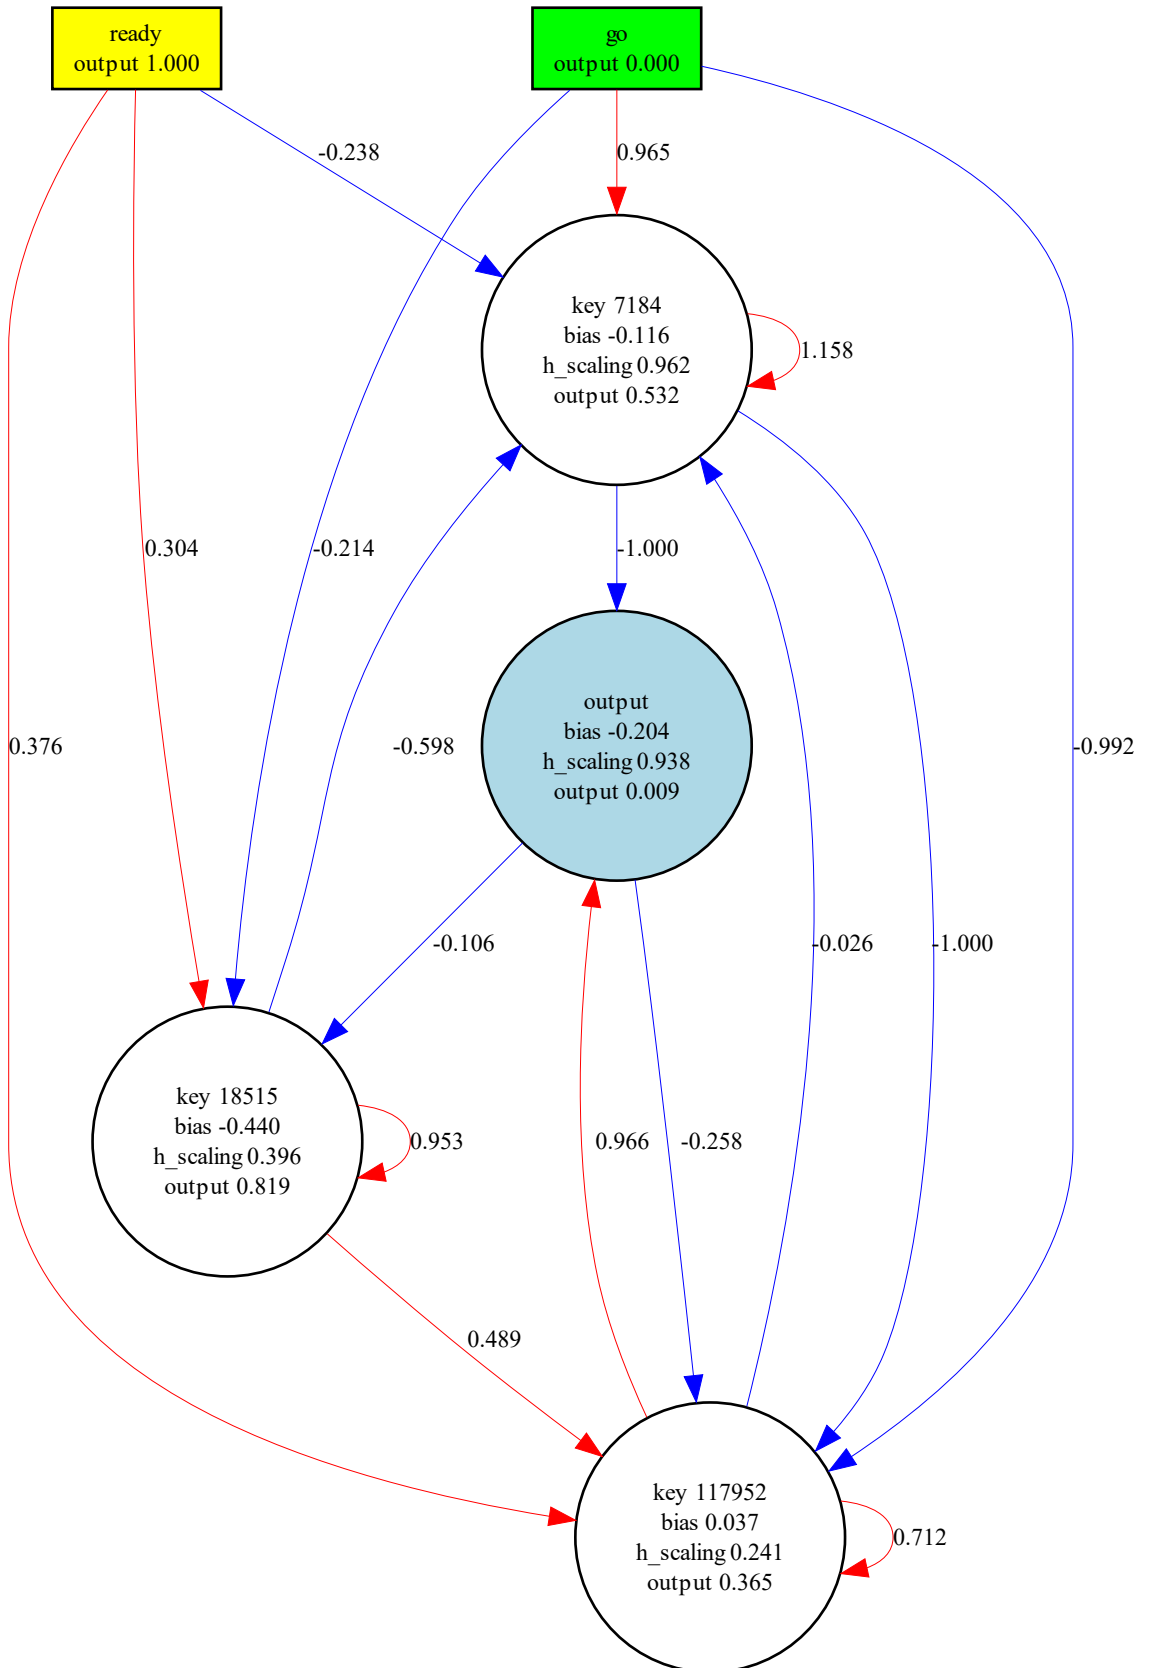 ready
output 1.000
go
output 0.000
-0.238
0.965
key 7184
bias -0.116
h_scaling 0.962
output 0.532
1.158
0.304
-0.214
-1.000
output
bias -0.204
h_scaling 0.938
output 0.009
0.376
-0.598
-0.992
-0.106
-0.026
-1.000
key 18515
bias -0.440
h_scaling 0.396
output 0.819
0.953
0.966
-0.258
0.489
key 117952
bias 0.037
h_scaling 0.241
output 0.365
0.712